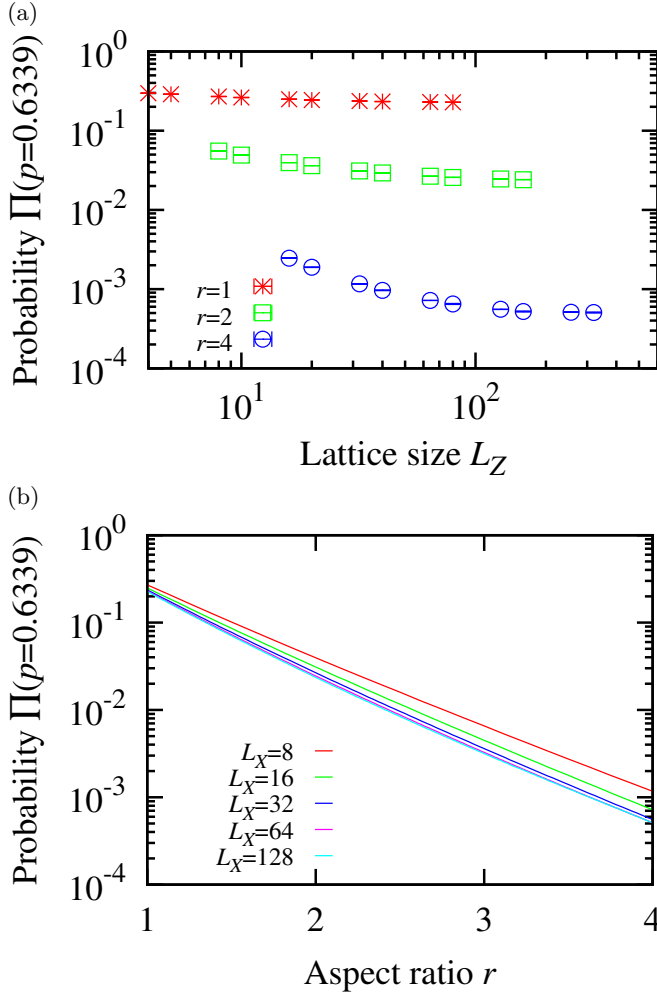 (a)
Probability Π(p=0.6339)
10^0
10^-1
10^-2
10^-3
10^-4
r=1
r=2
r=4
10^1
10^2
Lattice size L_Z
(b)
Probability Π(p=0.6339)
10^0
10^-1
10^-2
10^-3
10^-4
L_X=8
L_X=16
L_X=32
L_X=64
L_X=128
1
2
3
4
Aspect ratio r